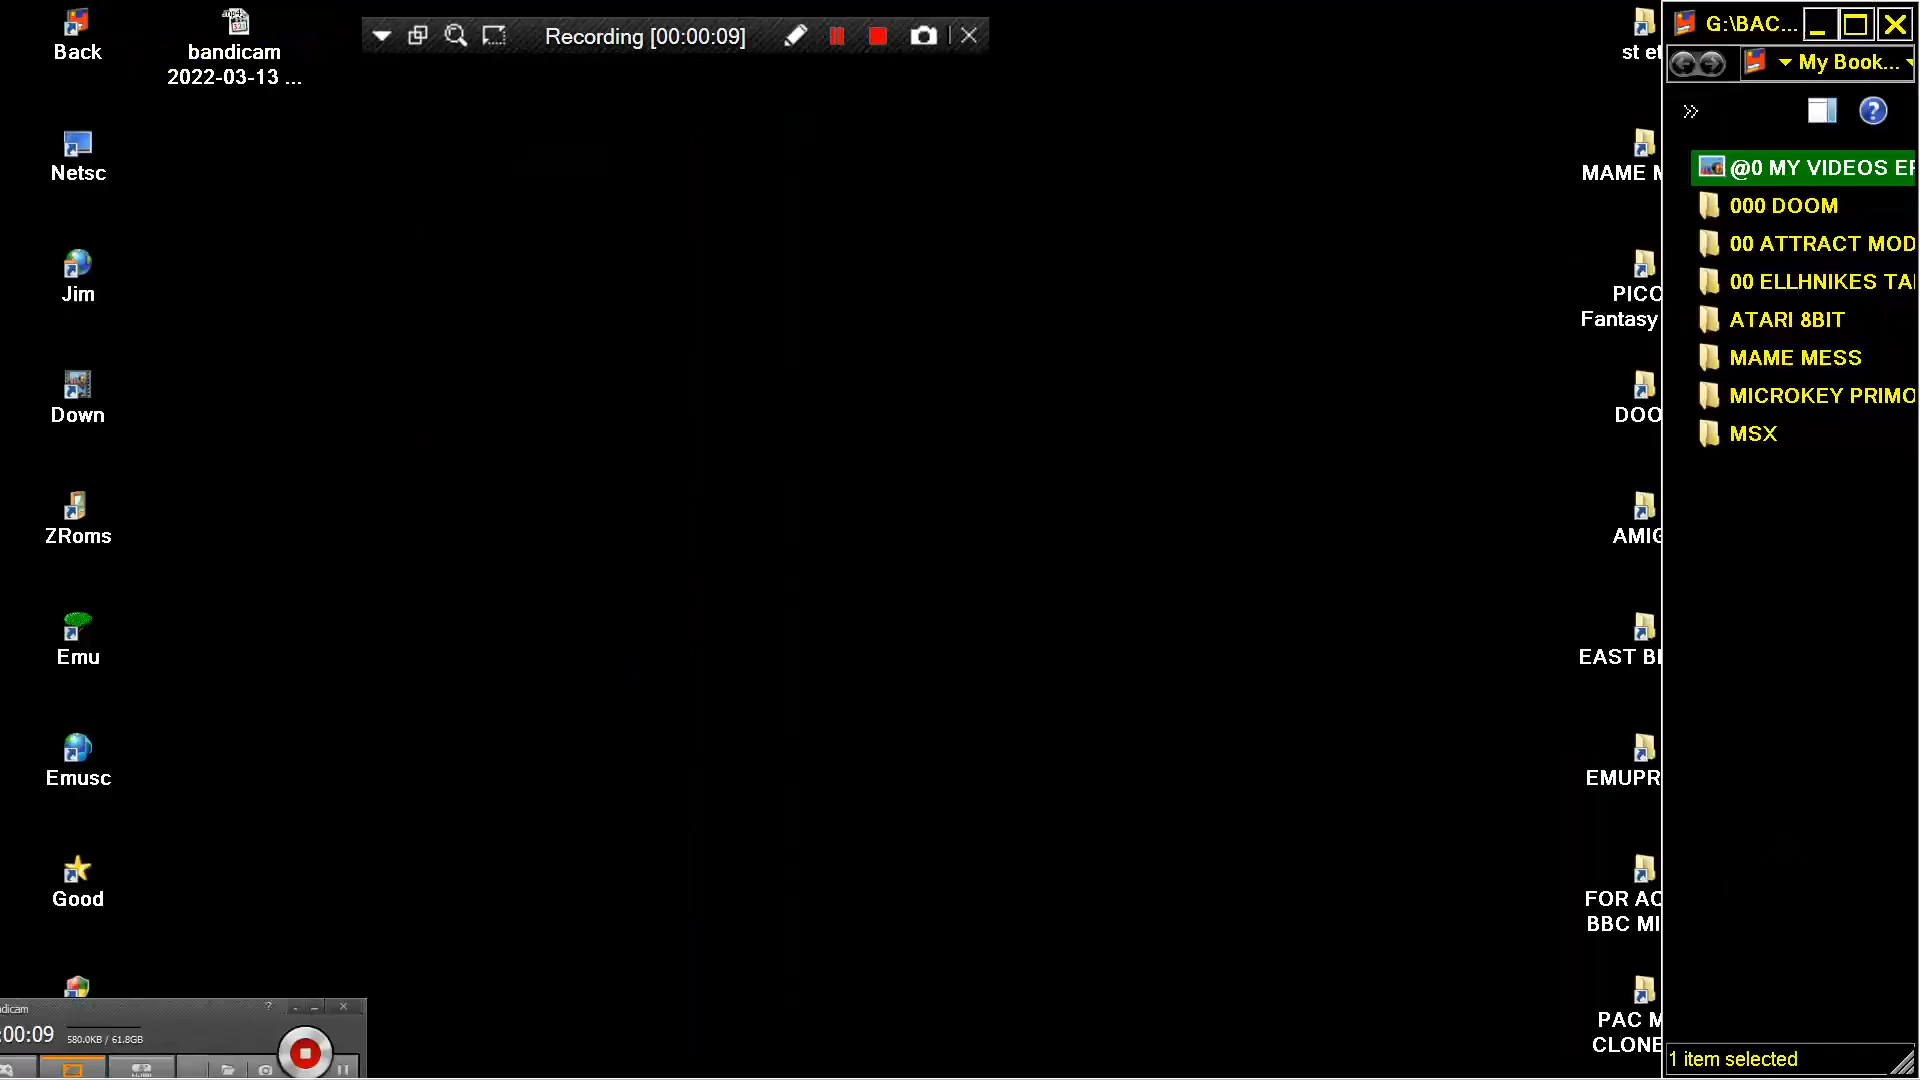 Back
bandicam
2022-03-13 ...
Netsc
Jim
Down
ZRoms
Emu
Emusc
Good
Recording [00:00:09]
st et
MAME M
PICO
Fantasy
DOO
AMIG
EAST BI
EMUPR
FOR AC
BBC MI
PAC M
CLONE
G:\BAC...
My Book...
@0 MY VIDEOS EF
000 DOOM
00 ATTRACT MOD
00 ELLHNIKES TAI
ATARI 8BIT
MAME MESS
MICROKEY PRIMO
MSX
1 item selected
dicam
:00:09
580.0KB / 61.8GB